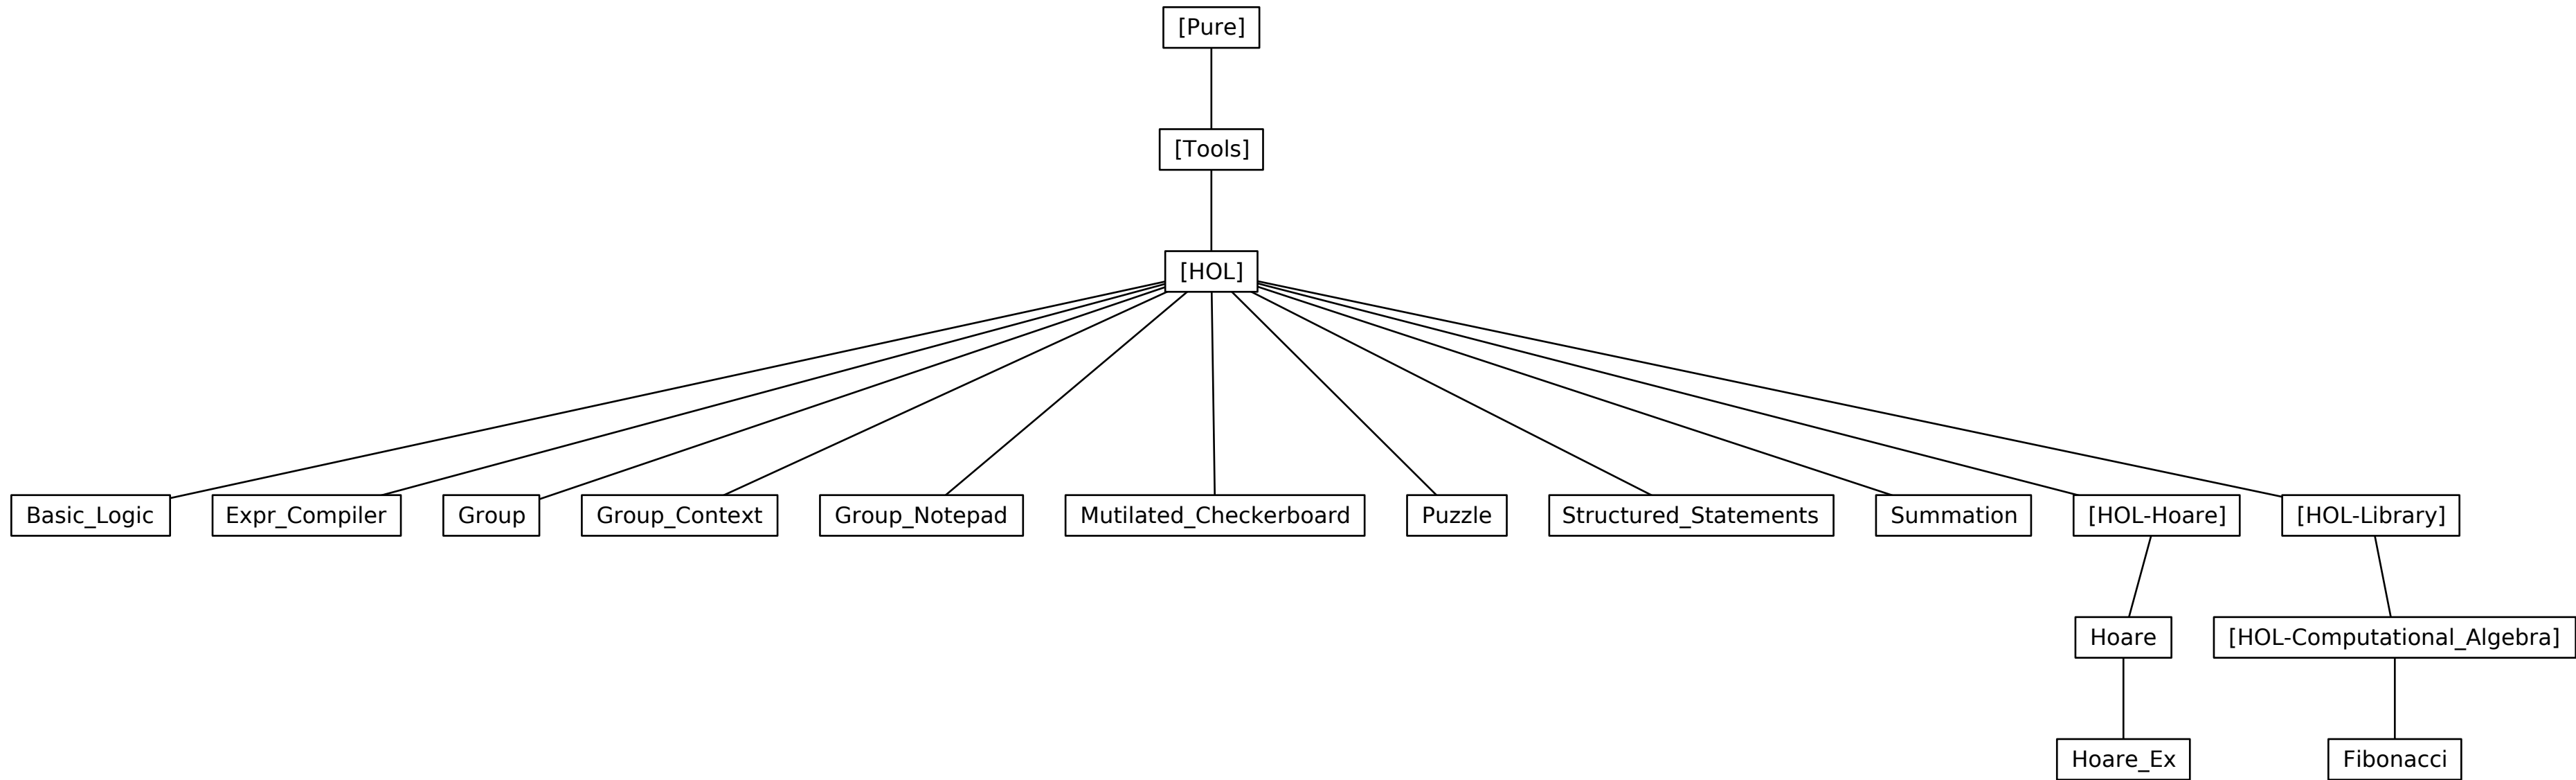 [Pure]
[Tools]
[HOL]
Basic_Logic
Expr_Compiler
Group
Group_Context
Group_Notepad
Mutilated_Checkerboard
Puzzle
Structured_Statements
Summation
[HOL-Hoare]
[HOL-Library]
Hoare
[HOL-Computational_Algebra]
Hoare_Ex
Fibonacci